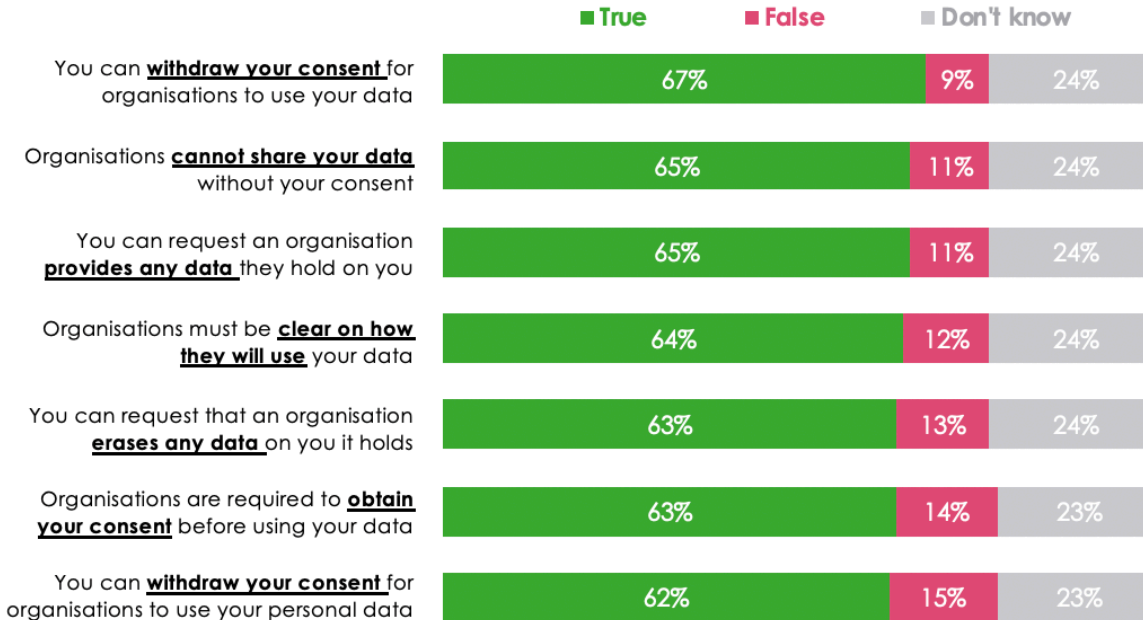 True False Don't know
You can withdraw your consent for
organisations to use your data
67% 9% 24%
Organisations cannot share your data
without your consent
65% 11% 24%
You can request an organisation
provides any data they hold on you
65% 11% 24%
Organisations must be clear on how
they will use your data
64% 12% 24%
You can request that an organisation
erases any data on you it holds
63% 13% 24%
Organisations are required to obtain
your consent before using your data
63% 14% 23%
You can withdraw your consent for
organisations to use your personal data
62% 15% 23%